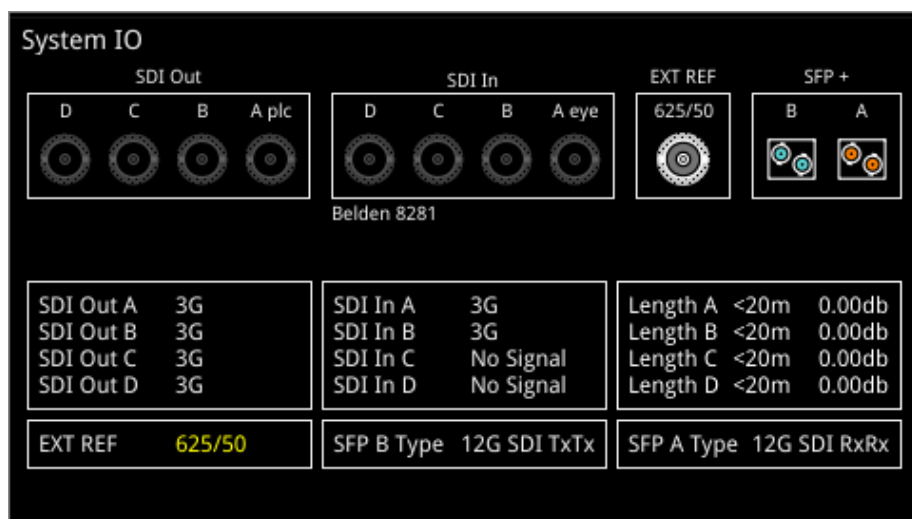 System IO
SDI Out
SDI In
EXT REF
SFP +
D C B A plc
D C B A eye
625/50
B A
Belden 8281
SDI Out A 3G
SDI Out B 3G
SDI Out C 3G
SDI Out D 3G
SDI In A 3G
SDI In B 3G
SDI In C No Signal
SDI In D No Signal
Length A <20m 0.00db
Length B <20m 0.00db
Length C <20m 0.00db
Length D <20m 0.00db
EXT REF 625/50
SFP B Type 12G SDI TxTx
SFP A Type 12G SDI RxRx